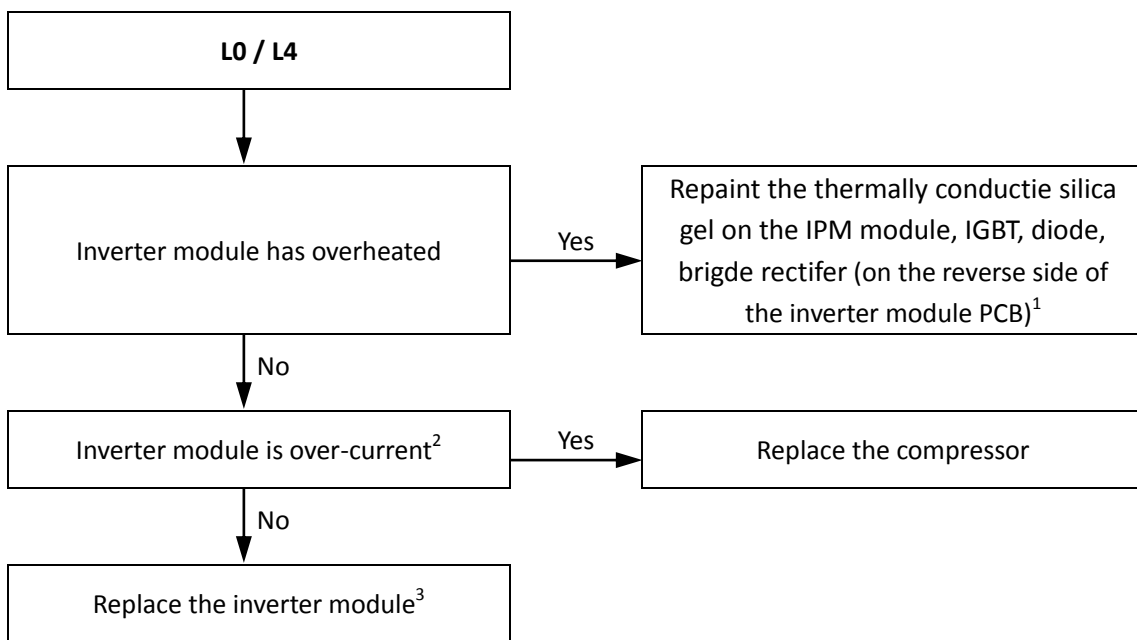 L0 / L4
Inverter module has overheated
Yes
Repaint the thermally conductie silica
gel on the IPM module, IGBT, diode,
brigde rectifer (on the reverse side of
the inverter module PCB)¹
No
Inverter module is over-current²
Yes
Replace the compressor
No
Replace the inverter module³